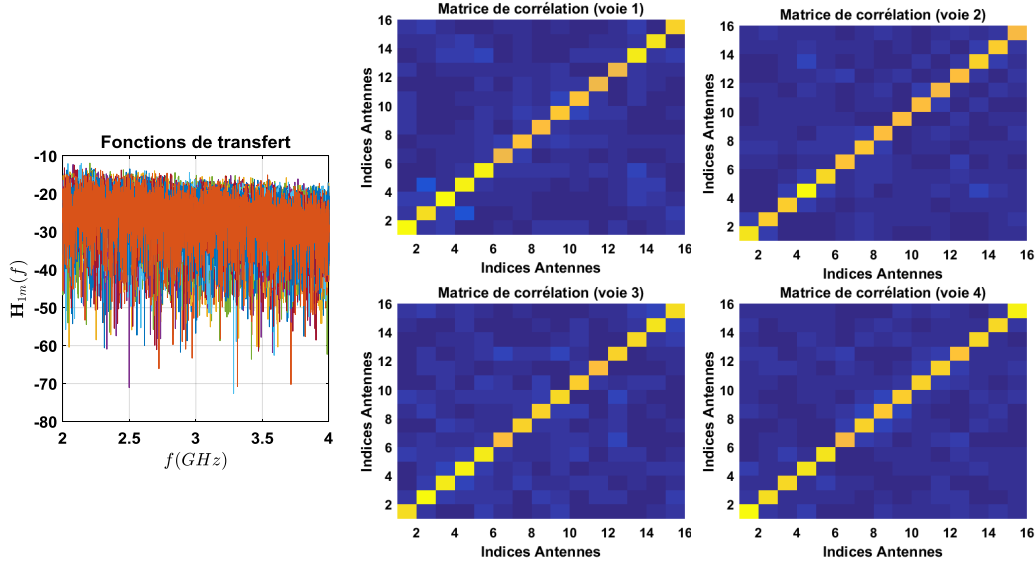 Fonctions de transfert
-10
-20
-30
-40
-50
-60
-70
-80
2 2.5 3 3.5 4
f(GHz)
H1m(f)
Matrice de corrélation (voie 1)
16
14
12
10
8
6
4
2
2 4 6 8 10 12 14 16
Indices Antennes
Indices Antennes
Matrice de corrélation (voie 2)
16
14
12
10
8
6
4
2
2 4 6 8 10 12 14 16
Indices Antennes
Indices Antennes
Matrice de corrélation (voie 3)
16
14
12
10
8
6
4
2
2 4 6 8 10 12 14 16
Indices Antennes
Indices Antennes
Matrice de corrélation (voie 4)
16
14
12
10
8
6
4
2
2 4 6 8 10 12 14 16
Indices Antennes
Indices Antennes